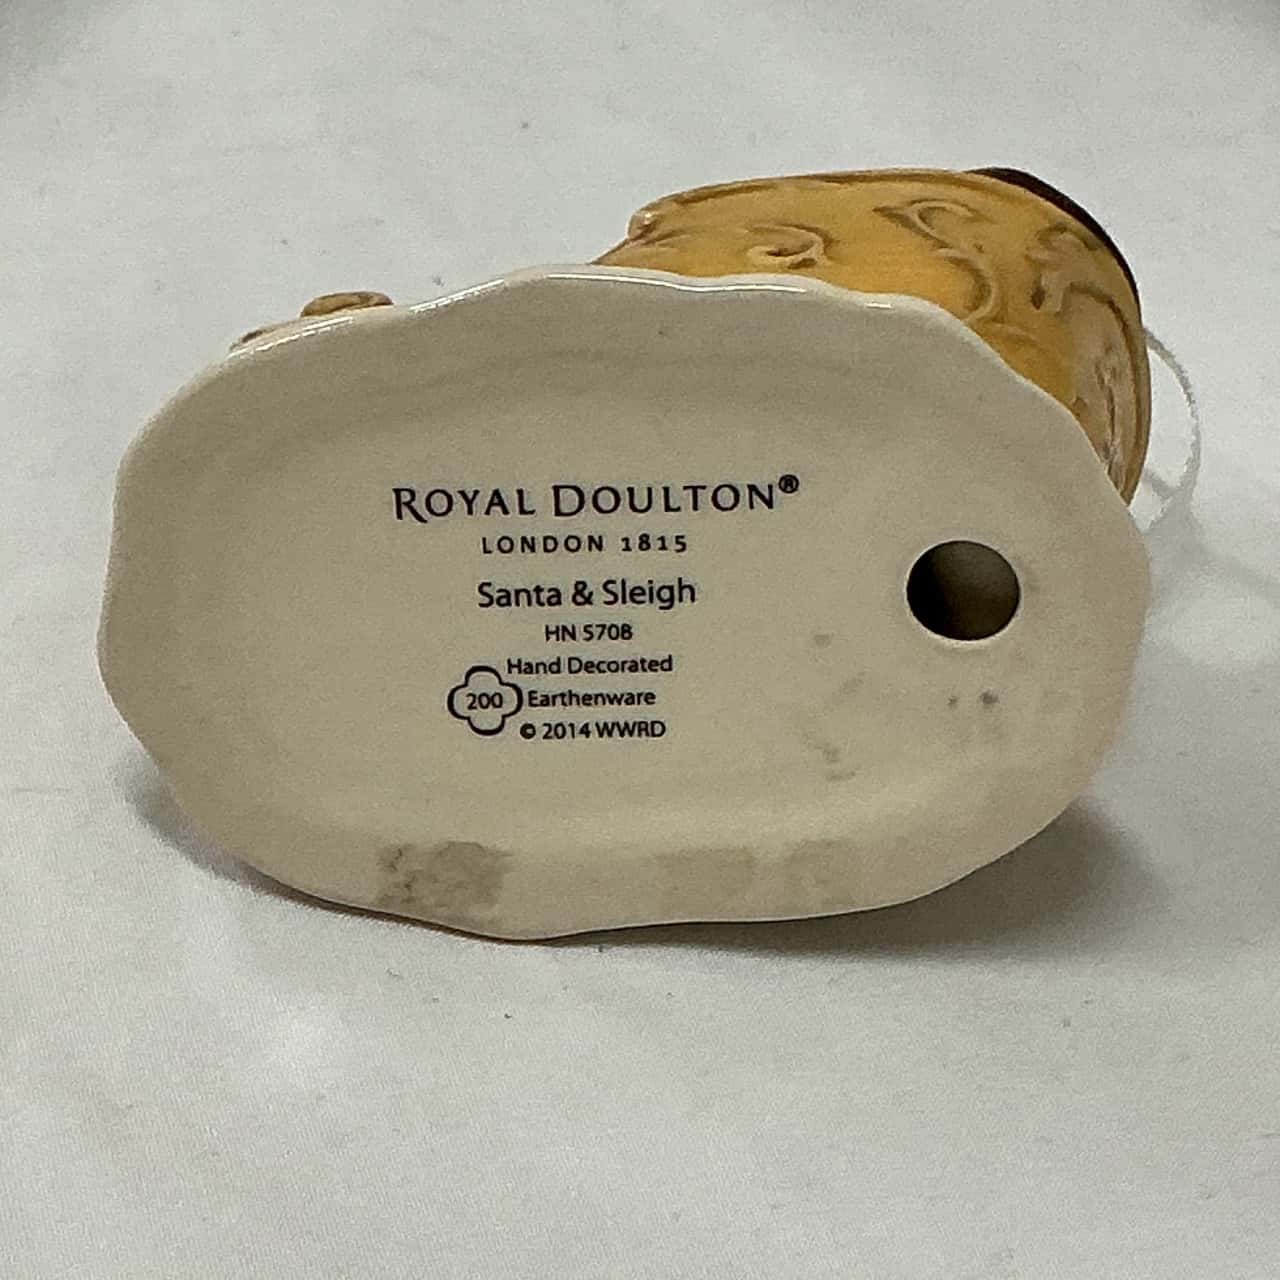 ROYAL DOULTON®
LONDON 1815
Santa & Sleigh
HN 5708
Hand Decorated
200 Earthenware
© 2014 WWRD